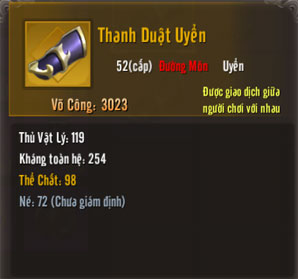 Thanh Duật Uyển
52(cấp) Đường Môn Uyển
Được giao dịch giữa
Võ Công: 3023 người chơi với nhau
Thủ Vật Lý: 119
Kháng toàn hệ: 254
Thể Chất: 98
Né: 72 (Chưa giám định)